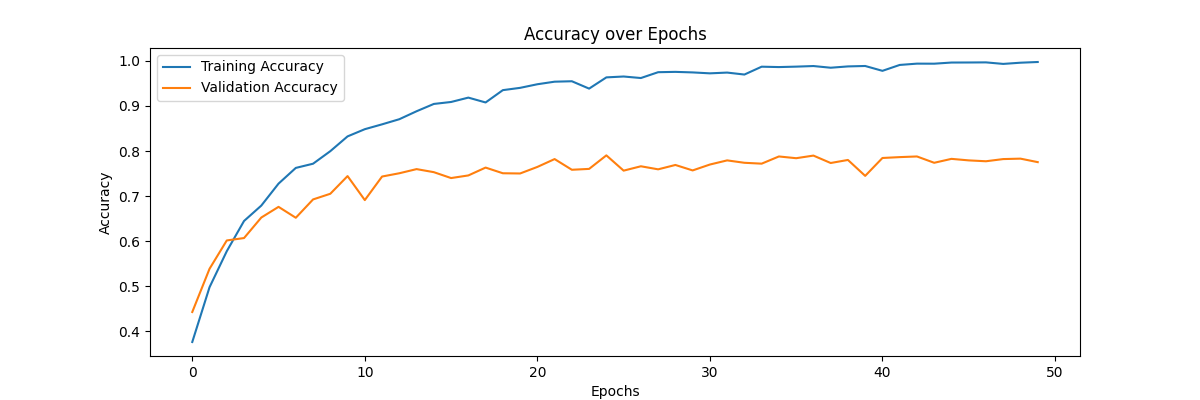 Accuracy over Epochs
Training Accuracy
Validation Accuracy
1.0
0.9
0.8
0.7
0.6
0.5
0.4
Accuracy
0 10 20 30 40 50
Epochs